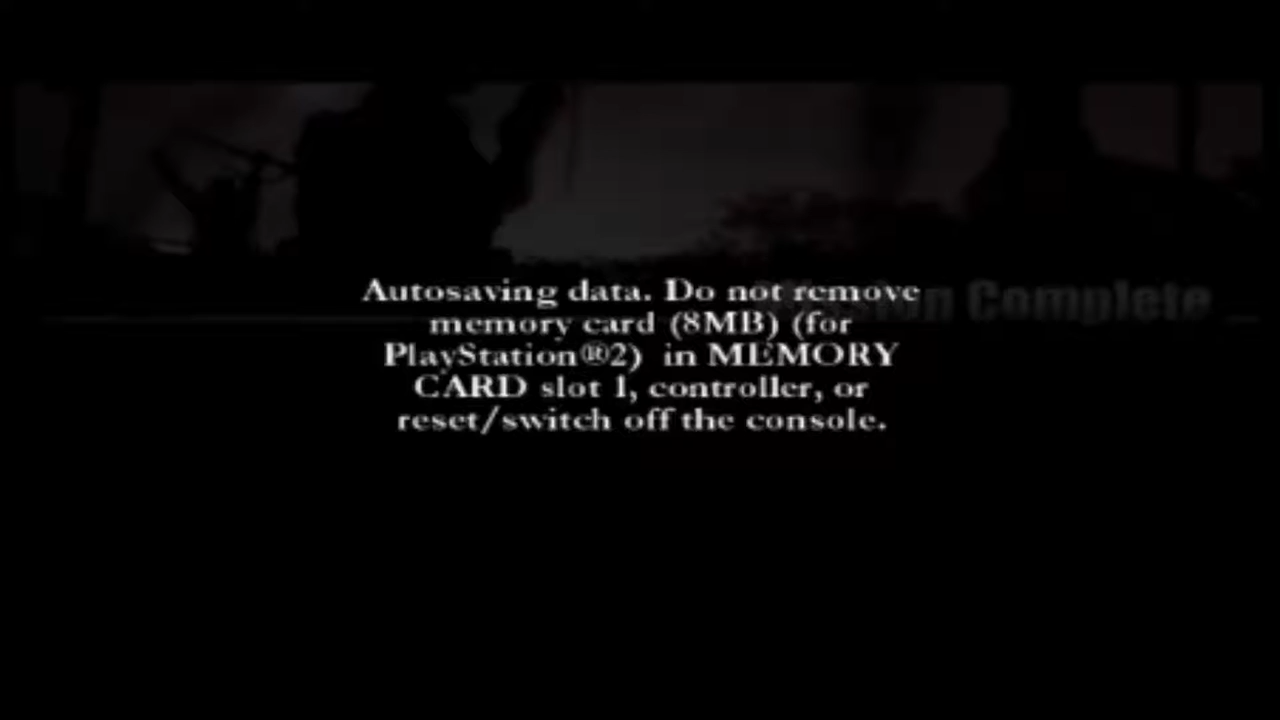 Autosaving data. Do not remove
memory card (8MB) (for
PlayStation®2) in MEMORY
CARD slot 1, controller, or
reset/switch off the console.
Complete